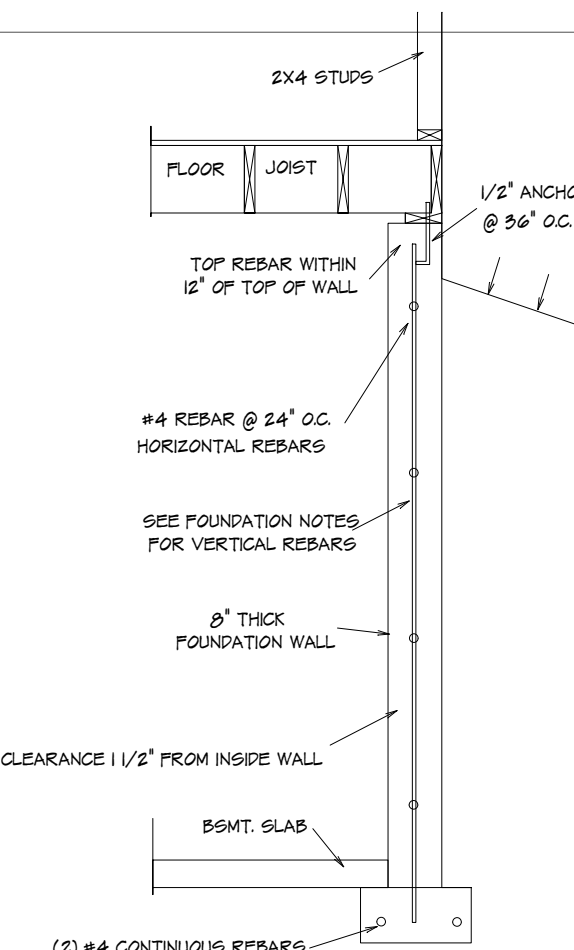 2X4 STUDS
FLOOR JOIST
1/2" ANCHO
@ 36" O.C.
TOP REBAR WITHIN
12" OF TOP OF WALL
#4 REBAR @ 24" O.C.
HORIZONTAL REBARS
SEE FOUNDATION NOTES
FOR VERTICAL REBARS
8" THICK
FOUNDATION WALL
CLEARANCE 1 1/2" FROM INSIDE WALL
BSMT. SLAB
(2) #4 CONTINUOUS REBARS